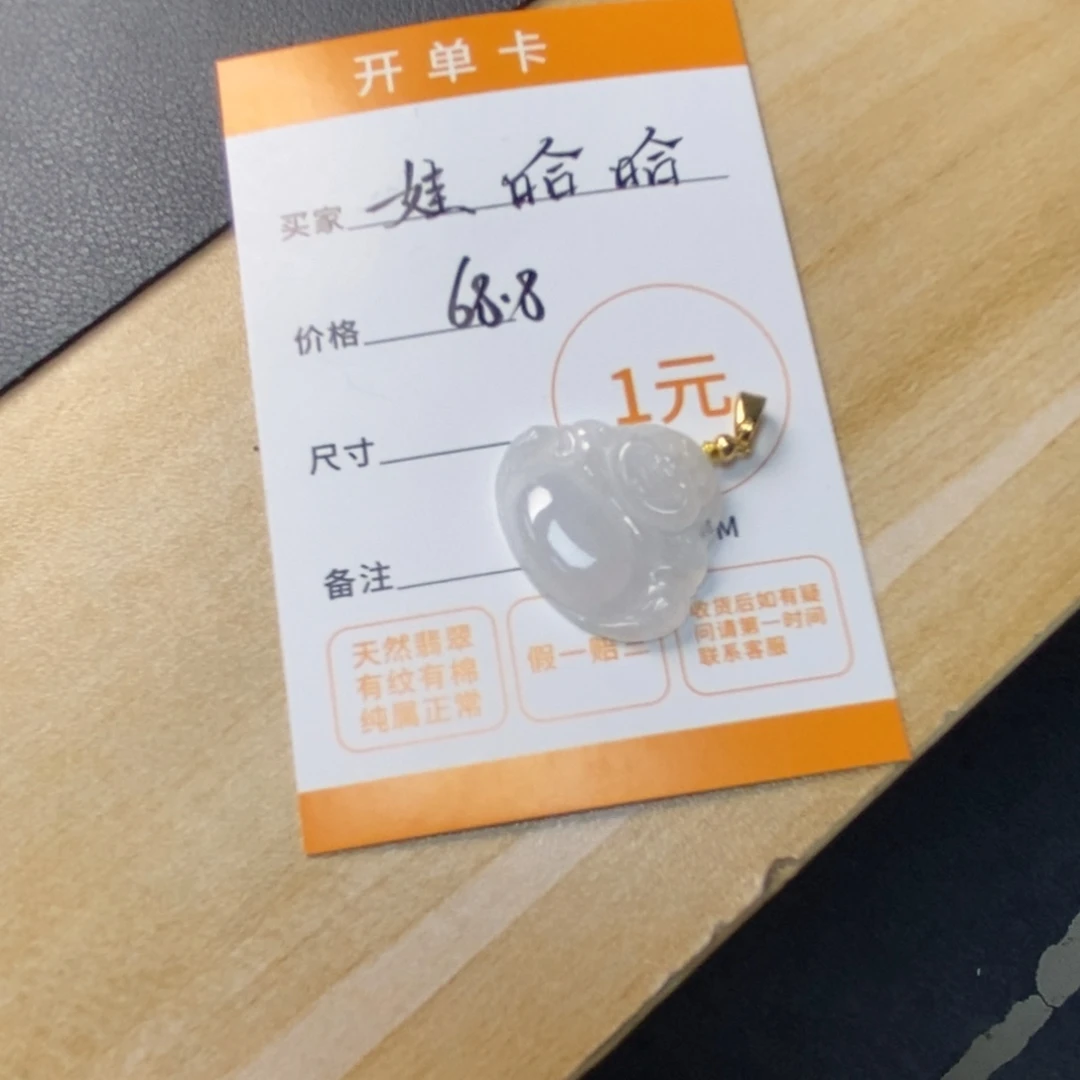 开单卡
买家 娃哈哈
价格 68.8
1元
尺寸
备注
天然翡翠
有纹有棉
纯属正常
假一赔三
收货后如有疑
问请第一时间
联系客服